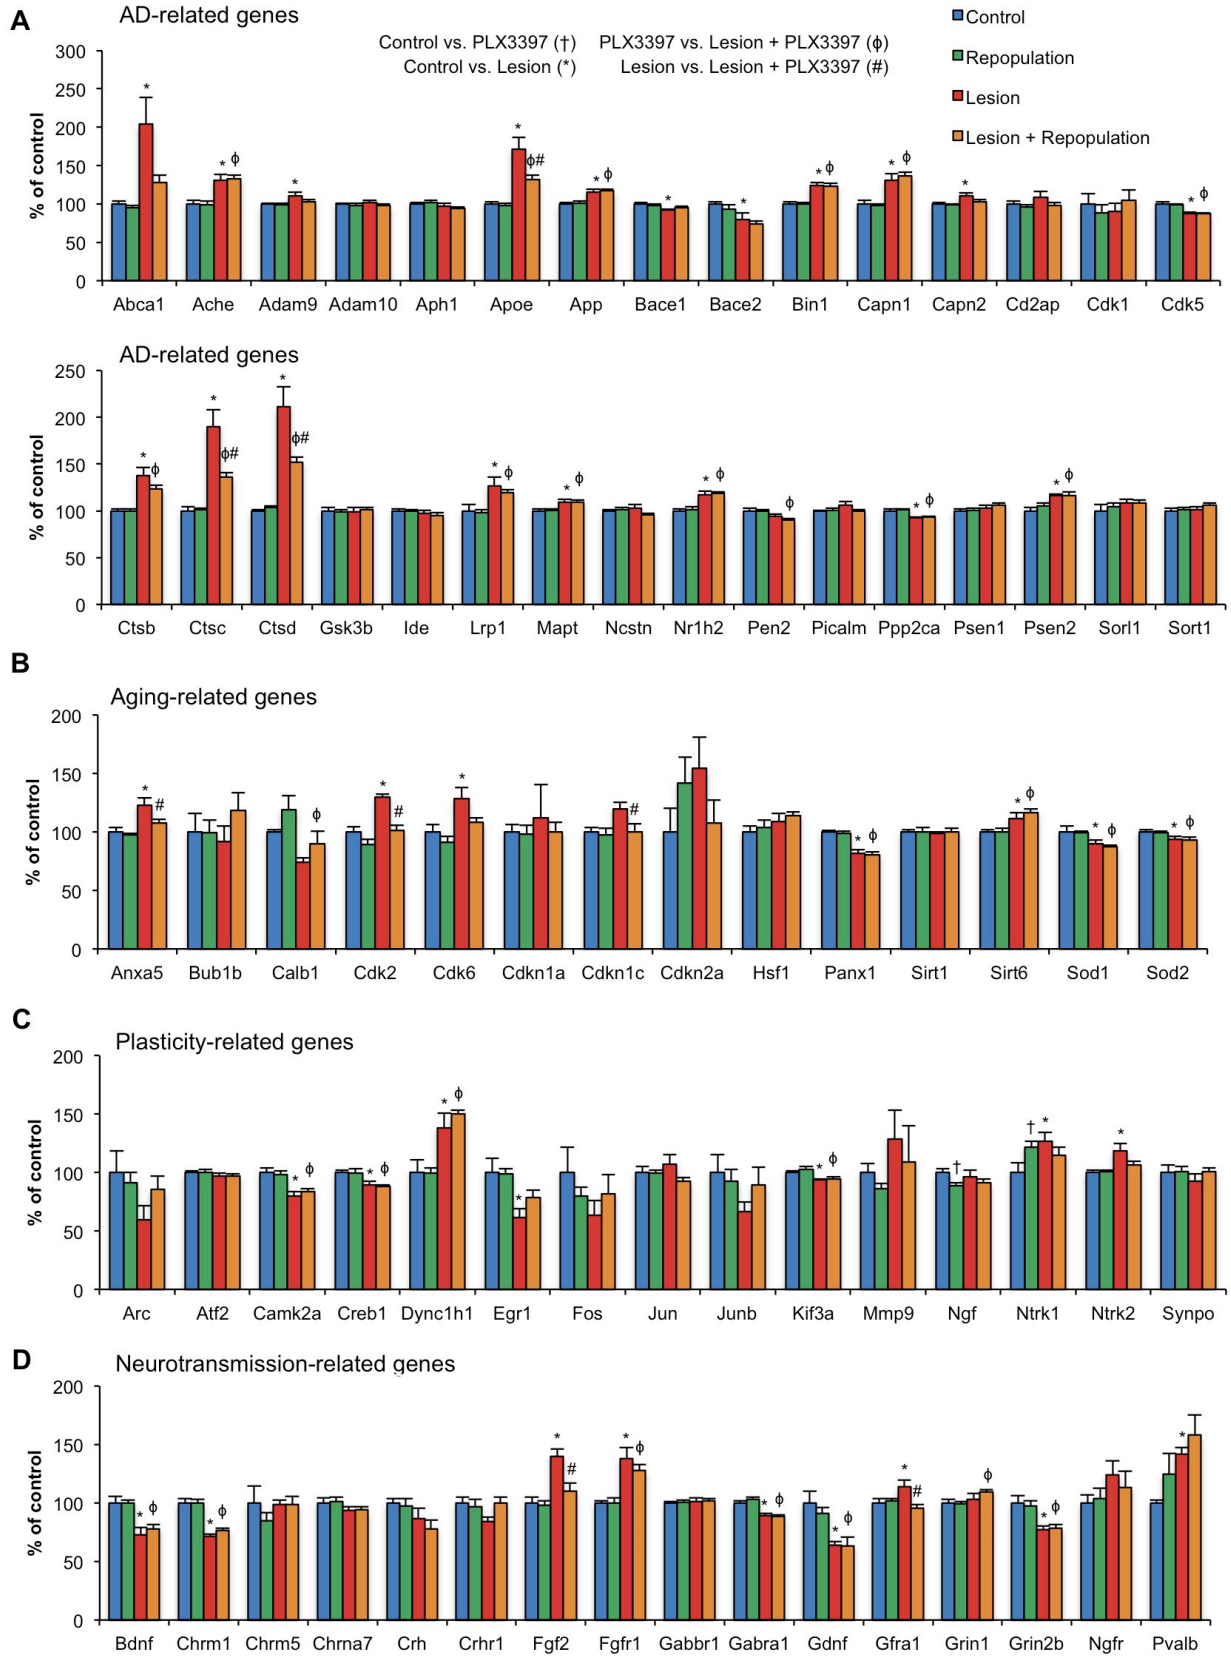 A
AD-related genes
Control vs. PLX3397 (†) PLX3397 vs. Lesion + PLX3397 (ϕ)
Control vs. Lesion (*) Lesion vs. Lesion + PLX3397 (#)
Control
Repopulation
Lesion
Lesion + Repopulation
% of control
300
250
200
150
100
50
0
*
* ϕ
*
*
ϕ#
* ϕ
*
*
* ϕ
* ϕ
*
* ϕ
Abca1 Ache Adam9 Adam10 Aph1 Apoe App Bace1 Bace2 Bin1 Capn1 Capn2 Cd2ap Cdk1 Cdk5
AD-related genes
% of control
250
200
150
100
50
0
* ϕ
*
ϕ#
*
ϕ#
* ϕ
* ϕ
* ϕ
ϕ
* ϕ
* ϕ
Ctsb Ctsc Ctsd Gsk3b Ide Lrp1 Mapt Ncstn Nr1h2 Pen2 Picalm Ppp2ca Psen1 Psen2 Sorl1 Sort1
B
Aging-related genes
% of control
200
150
100
50
0
* #
ϕ
* #
*
#
* ϕ
* ϕ
* ϕ
* ϕ
Anxa5 Bub1b Calb1 Cdk2 Cdk6 Cdkn1a Cdkn1c Cdkn2a Hsf1 Panx1 Sirt1 Sirt6 Sod1 Sod2
C
Plasticity-related genes
% of control
200
150
100
50
0
* ϕ
* ϕ
* ϕ
*
* ϕ
†
† *
*
Arc Atf2 Camk2a Creb1 Dync1h1 Egr1 Fos Jun Junb Kif3a Mmp9 Ngf Ntrk1 Ntrk2 Synpo
D
Neurotransmission-related genes
% of control
200
150
100
50
0
* ϕ
* ϕ
* #
* ϕ
* ϕ
* ϕ
* #
ϕ
* ϕ
*
Bdnf Chrm1 Chrm5 Chrna7 Crh Crhr1 Fgf2 Fgfr1 Gabbr1 Gabra1 Gdnf Gfra1 Grin1 Grin2b Ngfr Pvalb